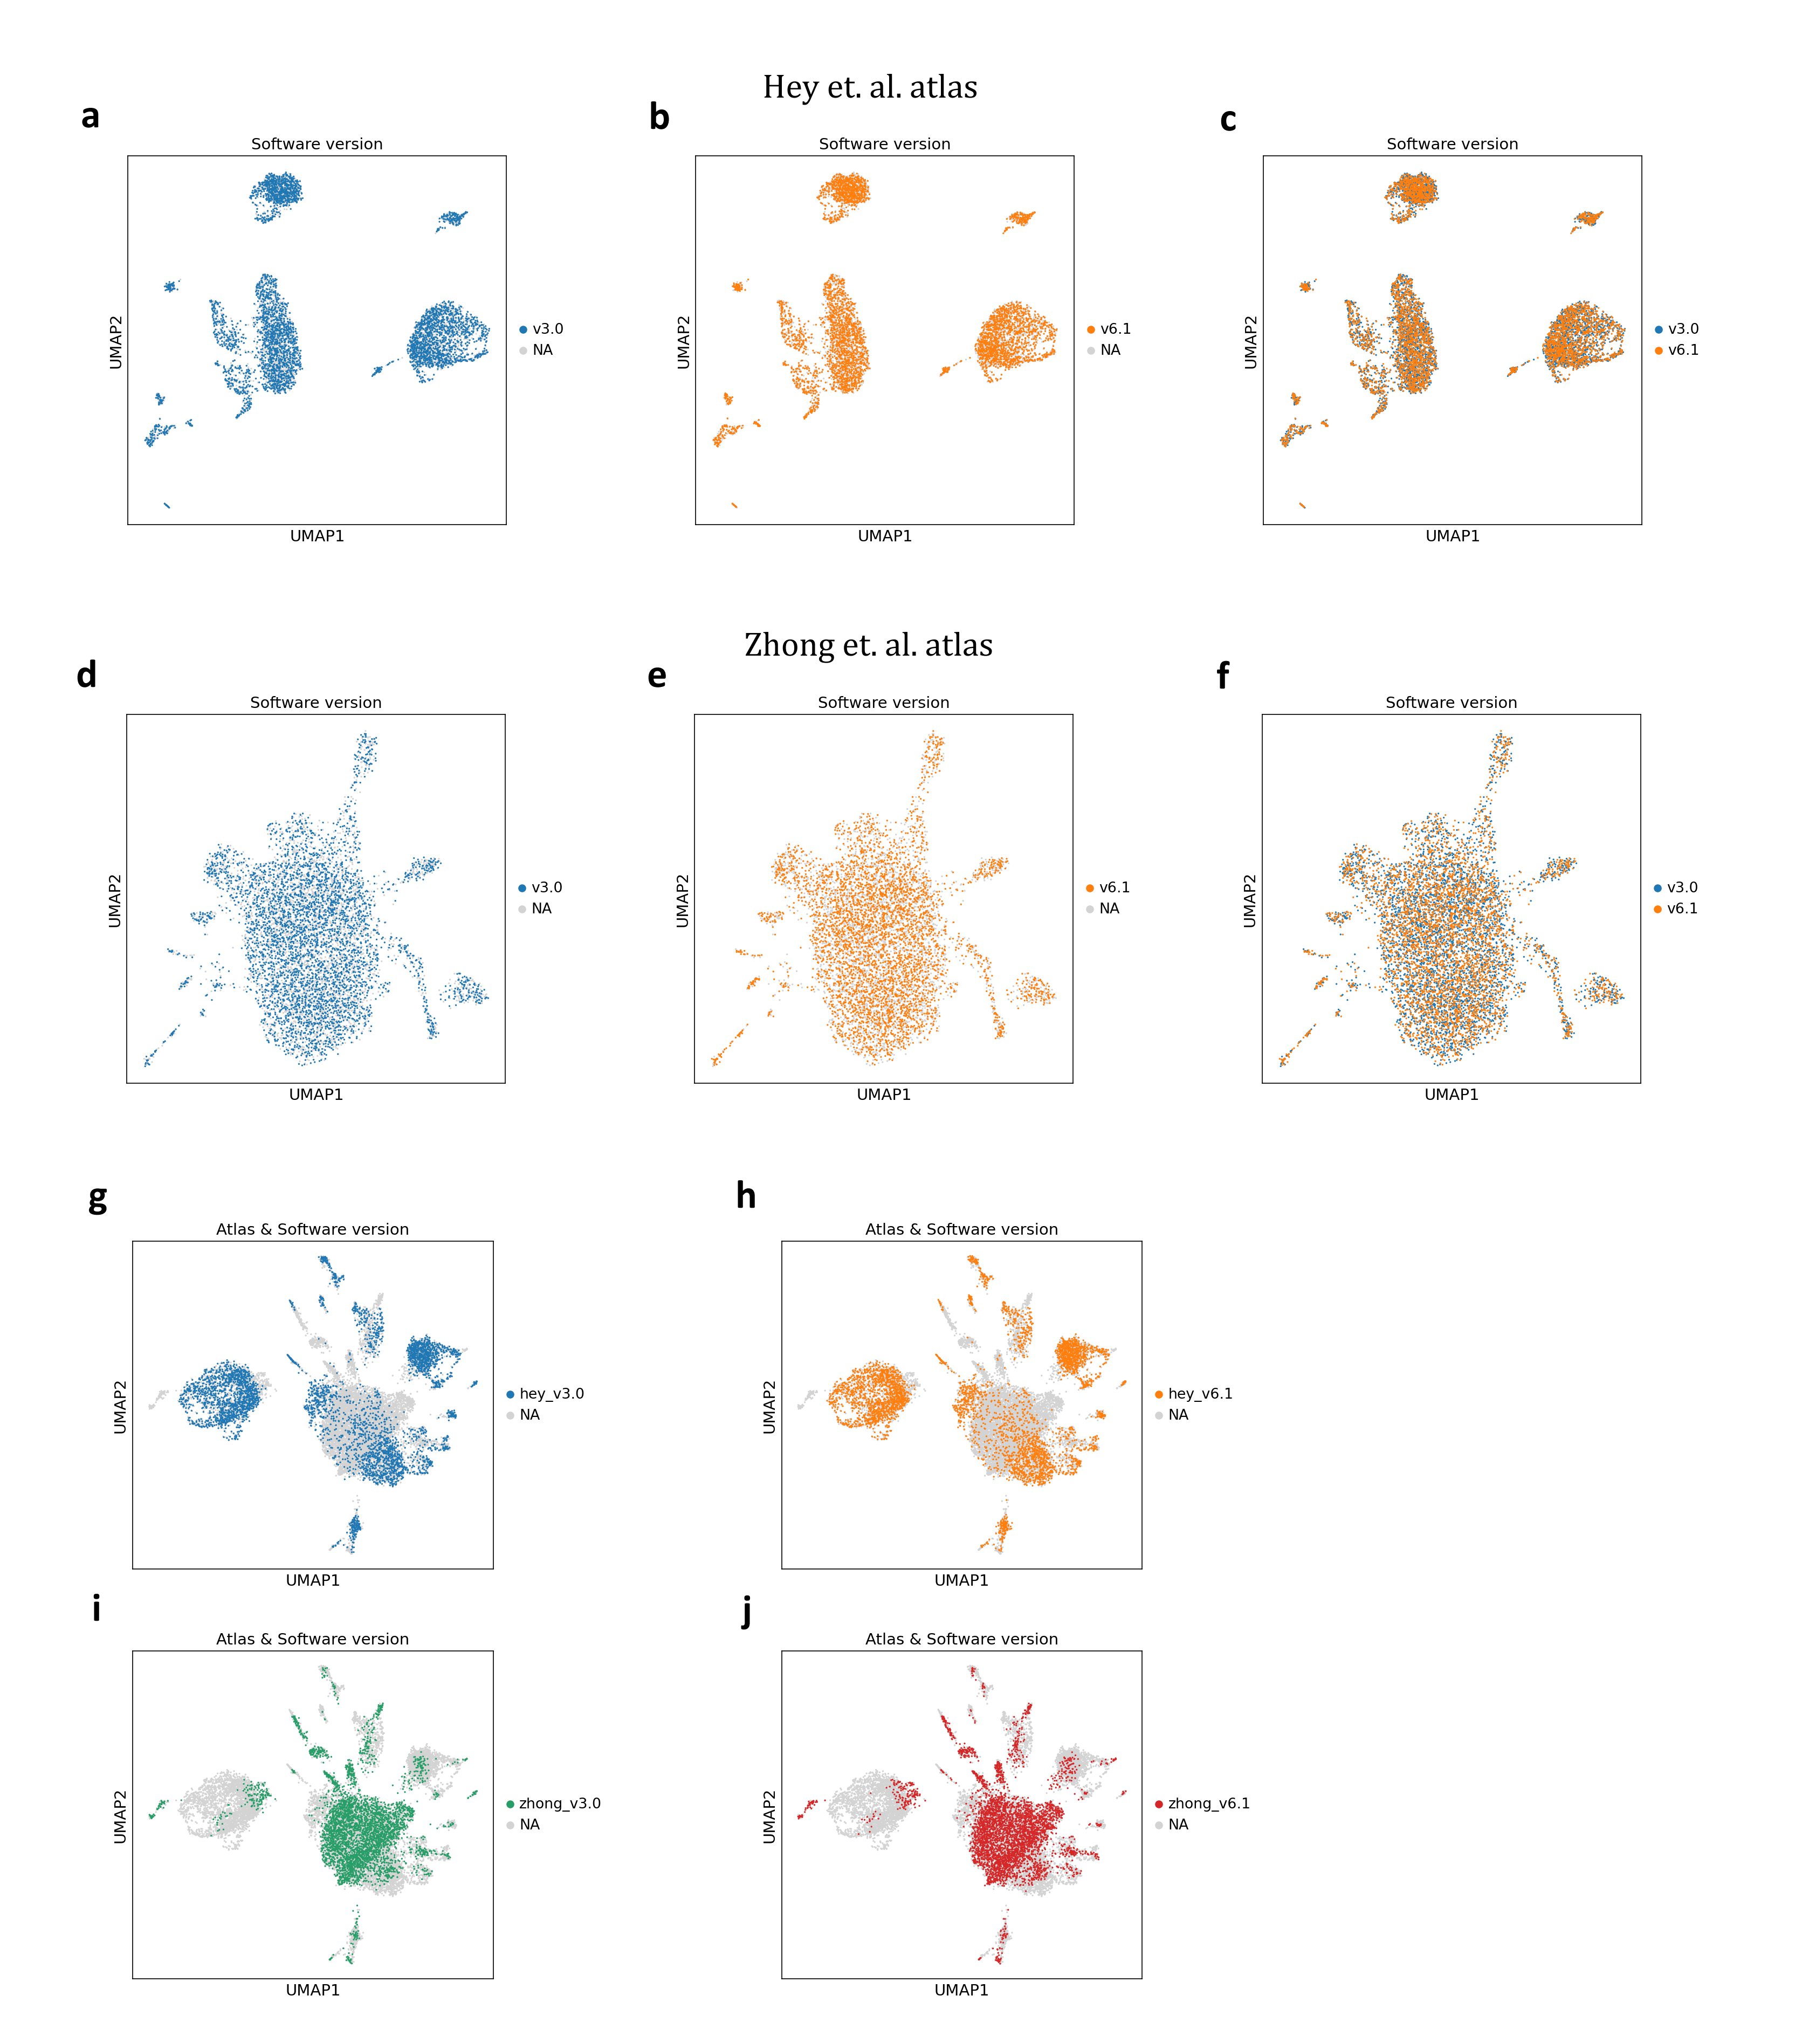 Hey et. al. atlas
a
b
c
Software version
Software version
Software version
UMAP2
v3.0
NA
UMAP1
UMAP2
v6.1
NA
UMAP1
UMAP2
v3.0
v6.1
UMAP1
Zhong et. al. atlas
d
e
f
Software version
Software version
Software version
UMAP2
v3.0
NA
UMAP1
UMAP2
v6.1
NA
UMAP1
UMAP2
v3.0
v6.1
UMAP1
g
h
Atlas & Software version
Atlas & Software version
UMAP2
hey_v3.0
NA
UMAP1
UMAP2
hey_v6.1
NA
UMAP1
i
j
Atlas & Software version
Atlas & Software version
UMAP2
zhong_v3.0
NA
UMAP1
UMAP2
zhong_v6.1
NA
UMAP1